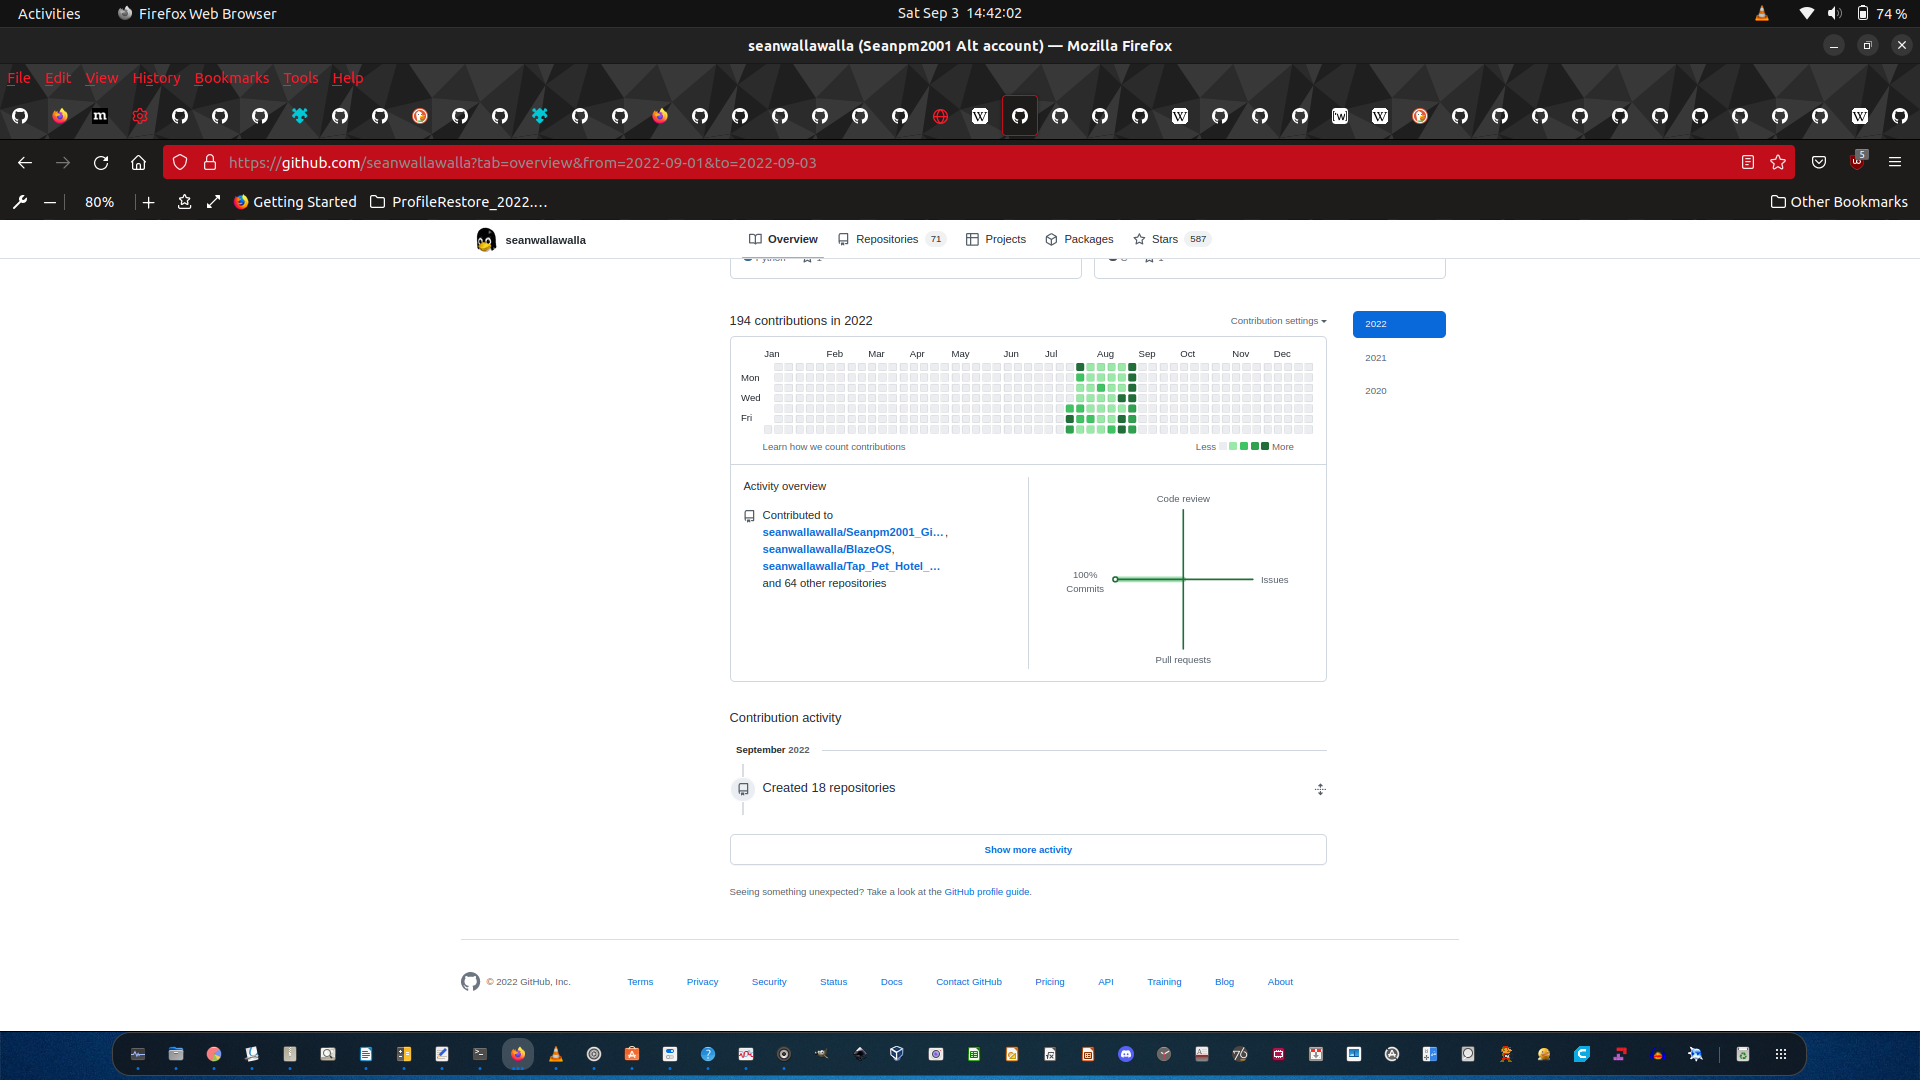 Activities
Firefox Web Browser
Sat Sep 3 14:42:02
74 %
seanwallawalla (Seanpm2001 Alt account) — Mozilla Firefox
File Edit View History Bookmarks Tools Help
https://github.com/seanwallawalla?tab=overview&from=2022-09-01&to=2022-09-03
5
80%
Getting Started
ProfileRestore_2022.…
Other Bookmarks
seanwallawalla
Overview
Repositories 71
Projects
Packages
Stars 587
194 contributions in 2022
Contribution settings
2022
2021
2020
Jan Feb Mar Apr May Jun Jul Aug Sep Oct Nov Dec
Mon
Wed
Fri
Learn how we count contributions
Less More
Activity overview
Contributed to
seanwallawalla/Seanpm2001_Gi…,
seanwallawalla/BlazeOS,
seanwallawalla/Tap_Pet_Hotel_…
and 64 other repositories
Code review
100%
Commits
Issues
Pull requests
Contribution activity
September 2022
Created 18 repositories
Show more activity
Seeing something unexpected? Take a look at the GitHub profile guide.
© 2022 GitHub, Inc.
Terms Privacy Security Status Docs Contact GitHub Pricing API Training Blog About